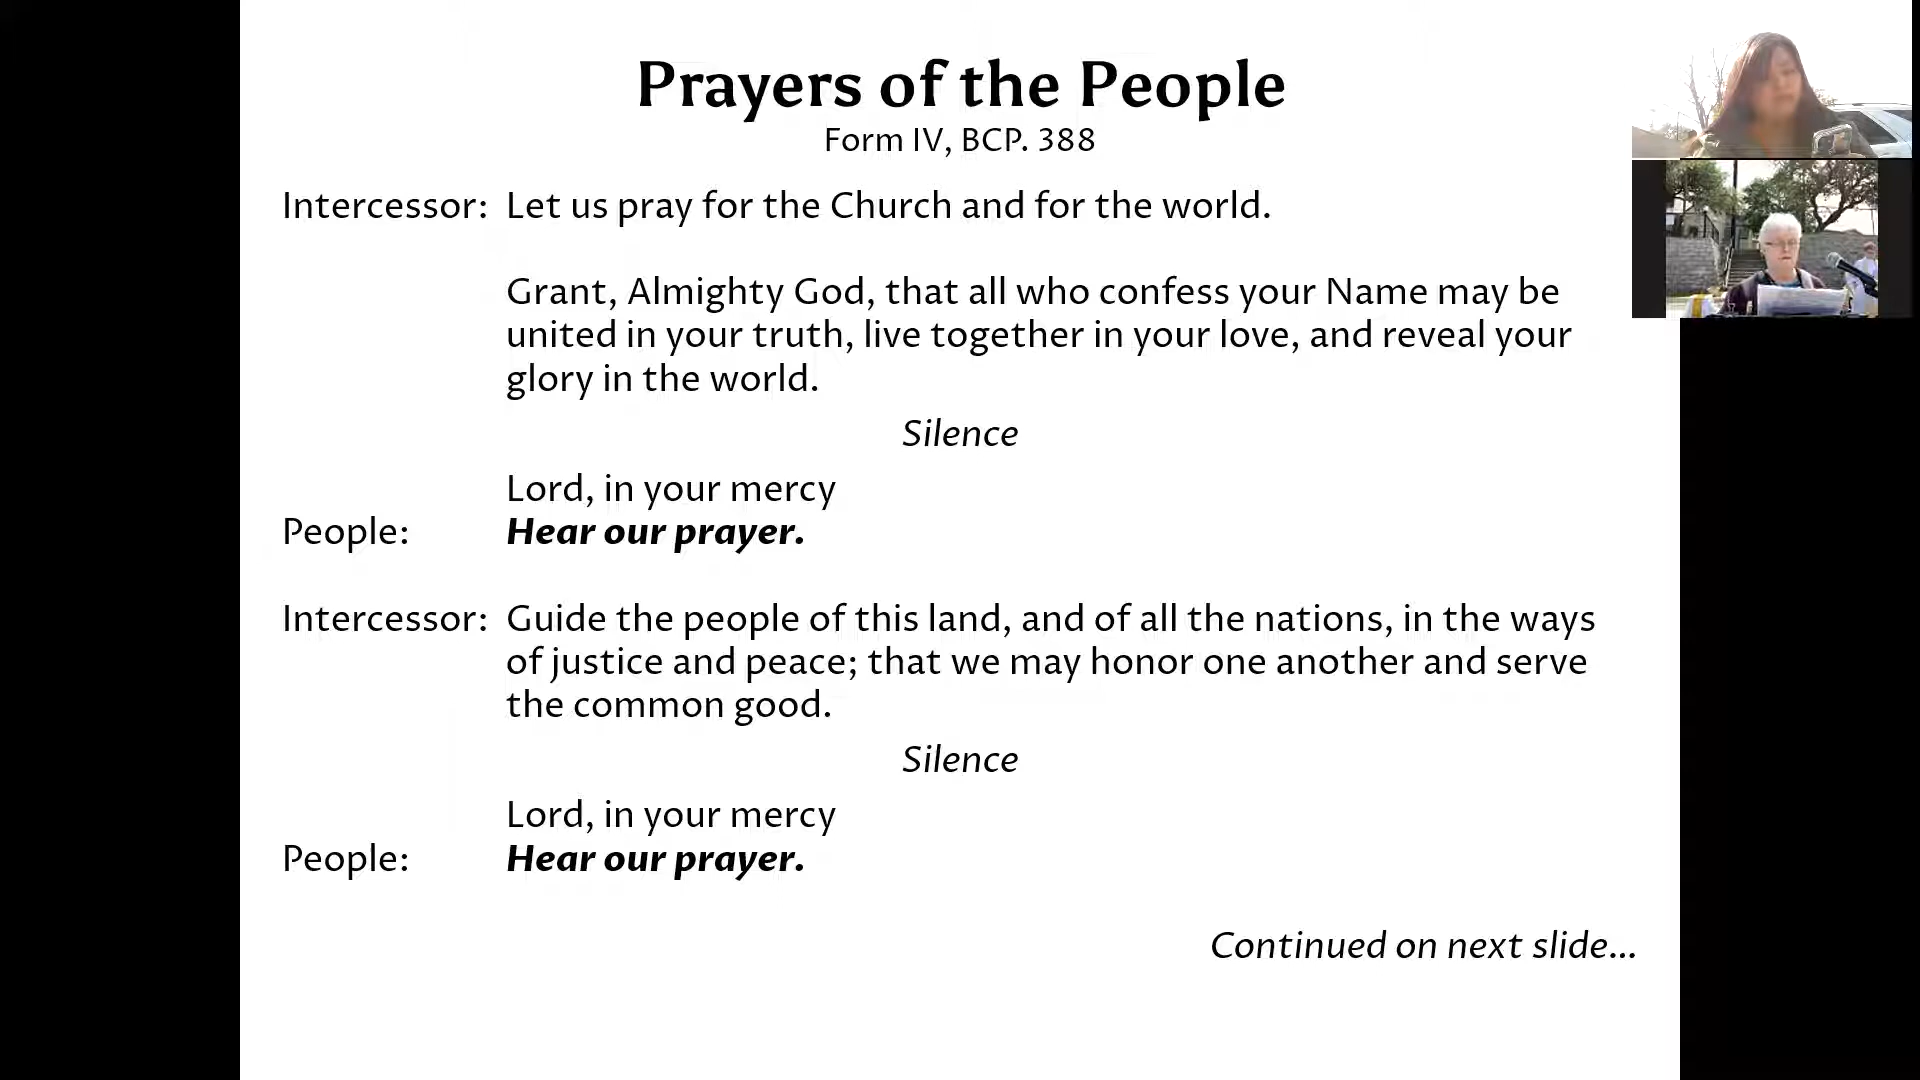 Prayers of the People
Form IV, BCP. 388
Intercessor: Let us pray for the Church and for the world.
Grant, Almighty God, that all who confess your Name may be
united in your truth, live together in your love, and reveal your
glory in the world.
Silence
Lord, in your mercy
People: Hear our prayer.
Intercessor: Guide the people of this land, and of all the nations, in the ways
of justice and peace; that we may honor one another and serve
the common good.
Silence
Lord, in your mercy
People: Hear our prayer.
Continued on next slide...